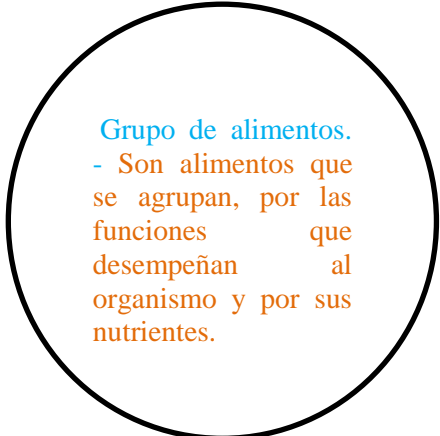 Grupo de alimentos.
- Son alimentos que
se agrupan, por las
funciones que
desempeñan al
organismo y por sus
nutrientes.